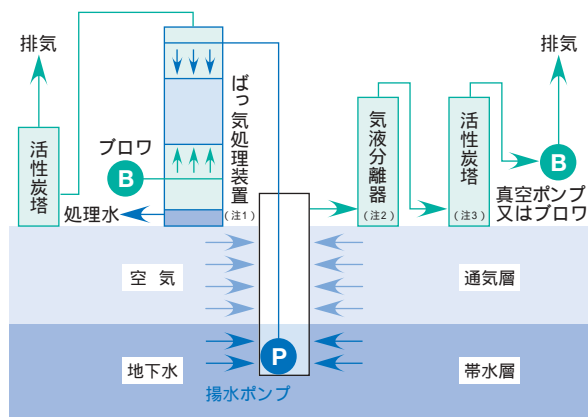 排気
活性炭塔
ブロワ
B
処理水
ばっ気処理装置
(注1)
気液分離器
(注2)
活性炭塔
(注3)
排気
B
真空ポンプ
又はブロワ
空 気
通気層
地下水
P
揚水ポンプ
帯水層